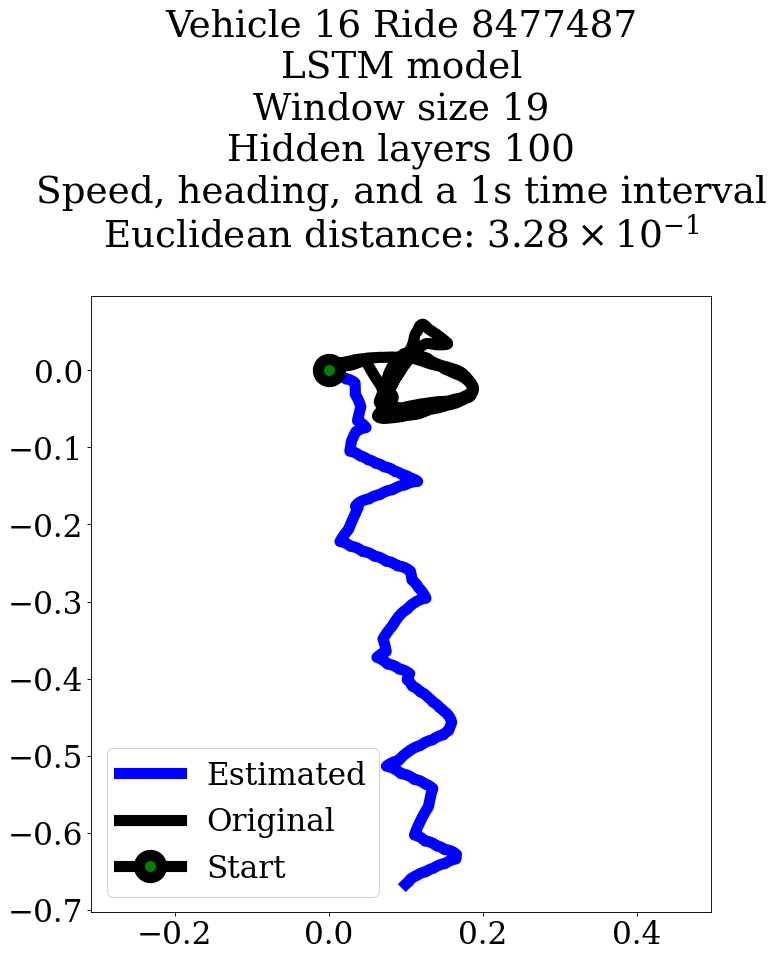 Vehicle 16 Ride 8477487
LSTM model
Window size 19
Hidden layers 100
Speed, heading, and a 1s time interval
Euclidean distance: 3.28 × 10⁻¹
0.0
−0.1
−0.2
−0.3
−0.4
−0.5
−0.6
−0.7
Estimated
Original
Start
−0.2
0.0
0.2
0.4